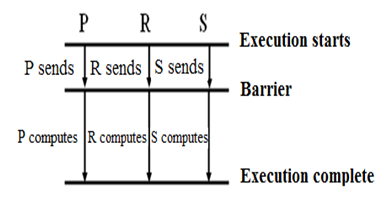 P R S
Execution starts
P sends R sends S sends
Barrier
P computes R computes S computes
Execution complete